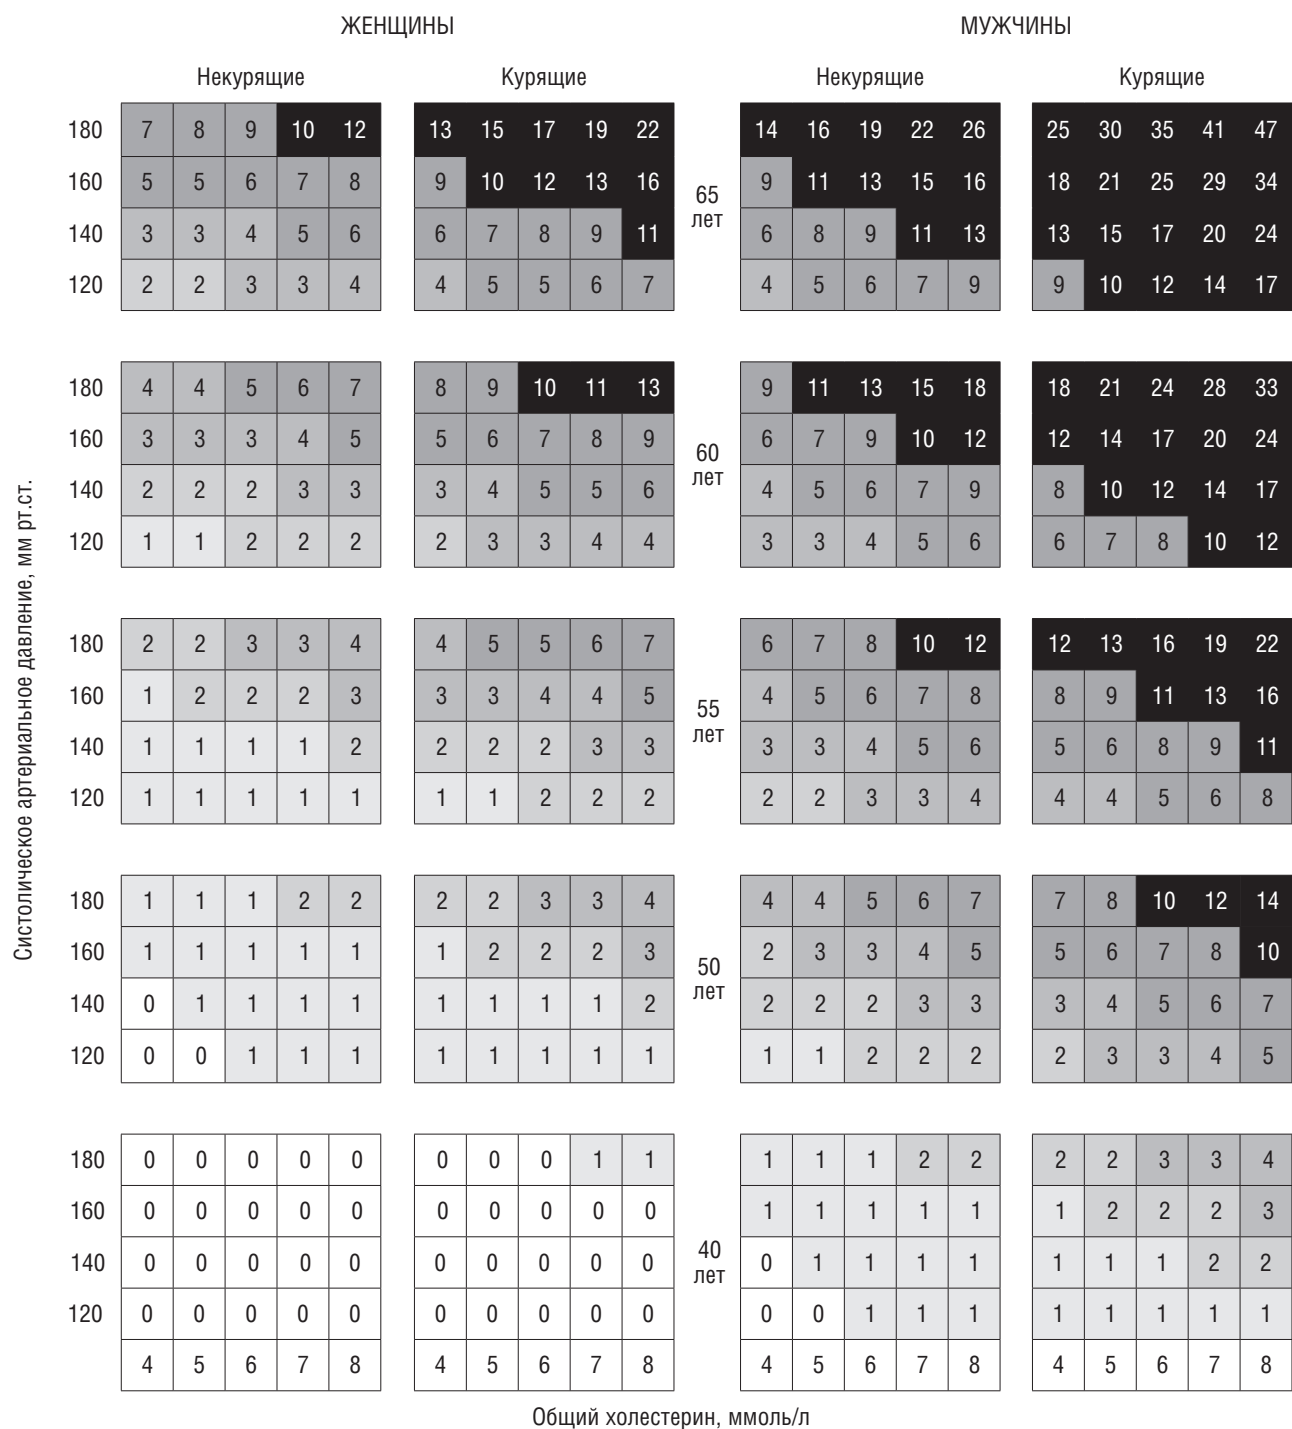 ЖЕНЩИНЫ МУЖЧИНЫ
Некурящие Курящие Некурящие Курящие
180 7 8 9 10 12 13 15 17 19 22 14 16 19 22 26 25 30 35 41 47
160 5 5 6 7 8 9 10 12 13 16 9 11 13 15 16 18 21 25 29 34
65
лет
140 3 3 4 5 6 6 7 8 9 11 6 8 9 11 13 13 15 17 20 24
120 2 2 3 3 4 4 5 5 6 7 4 5 6 7 9 9 10 12 14 17
180 4 4 5 6 7 8 9 10 11 13 9 11 13 15 18 18 21 24 28 33
160 3 3 3 4 5 5 6 7 8 9 6 7 9 10 12 12 14 17 20 24
60
лет
140 2 2 2 3 3 3 4 5 5 6 4 5 6 7 9 8 10 12 14 17
120 1 1 2 2 2 2 3 3 4 4 3 3 4 5 6 6 7 8 10 12
180 2 2 3 3 4 4 5 5 6 7 6 7 8 10 12 12 13 16 19 22
160 1 2 2 2 3 3 3 4 4 5 4 5 6 7 8 8 9 11 13 16
55
лет
140 1 1 1 1 2 2 2 2 3 3 3 3 4 5 6 5 6 8 9 11
120 1 1 1 1 1 1 1 2 2 2 2 2 3 3 4 4 4 5 6 8
180 1 1 1 2 2 2 2 3 3 4 4 4 5 6 7 7 8 10 12 14
160 1 1 1 1 1 1 2 2 2 3 2 3 3 4 5 5 6 7 8 10
50
лет
140 0 1 1 1 1 1 1 1 1 2 2 2 2 3 3 3 4 5 6 7
120 0 0 1 1 1 1 1 1 1 1 1 1 2 2 2 2 3 3 4 5
180 0 0 0 0 0 0 0 0 1 1 1 1 1 2 2 2 2 3 3 4
160 0 0 0 0 0 0 0 0 0 0 1 1 1 1 1 1 2 2 2 3
40
лет
140 0 0 0 0 0 0 0 0 0 0 0 1 1 1 1 1 1 1 2 2
120 0 0 0 0 0 0 0 0 0 0 0 0 1 1 1 1 1 1 1 1
4 5 6 7 8 4 5 6 7 8 4 5 6 7 8 4 5 6 7 8
Общий холестерин, ммоль/л
Систолическое артериальное давление, мм рт.ст.